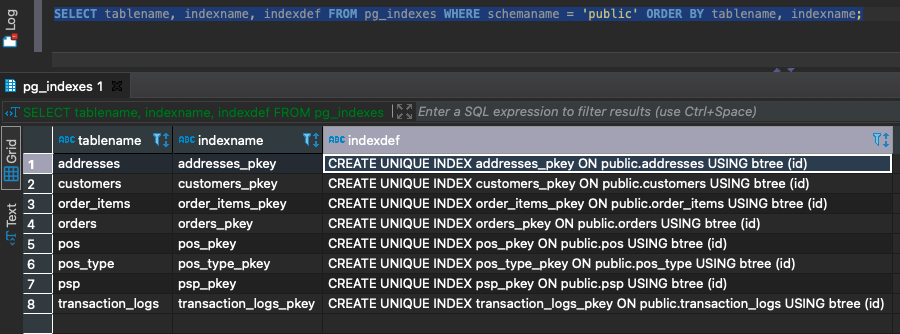 Log
SELECT tablename, indexname, indexdef FROM pg_indexes WHERE schemaname = 'public' ORDER BY tablename, indexname;
pg_indexes 1
SELECT tablename, indexname, indexdef FROM pg_indexes
Enter a SQL expression to filter results (use Ctrl+Space)
Grid
Text
ABC tablename ABC indexname ABC indexdef
1 addresses addresses_pkey CREATE UNIQUE INDEX addresses_pkey ON public.addresses USING btree (id)
2 customers customers_pkey CREATE UNIQUE INDEX customers_pkey ON public.customers USING btree (id)
3 order_items order_items_pkey CREATE UNIQUE INDEX order_items_pkey ON public.order_items USING btree (id)
4 orders orders_pkey CREATE UNIQUE INDEX orders_pkey ON public.orders USING btree (id)
5 pos pos_pkey CREATE UNIQUE INDEX pos_pkey ON public.pos USING btree (id)
6 pos_type pos_type_pkey CREATE UNIQUE INDEX pos_type_pkey ON public.pos_type USING btree (id)
7 psp psp_pkey CREATE UNIQUE INDEX psp_pkey ON public.psp USING btree (id)
8 transaction_logs transaction_logs_pkey CREATE UNIQUE INDEX transaction_logs_pkey ON public.transaction_logs USING btree (id)